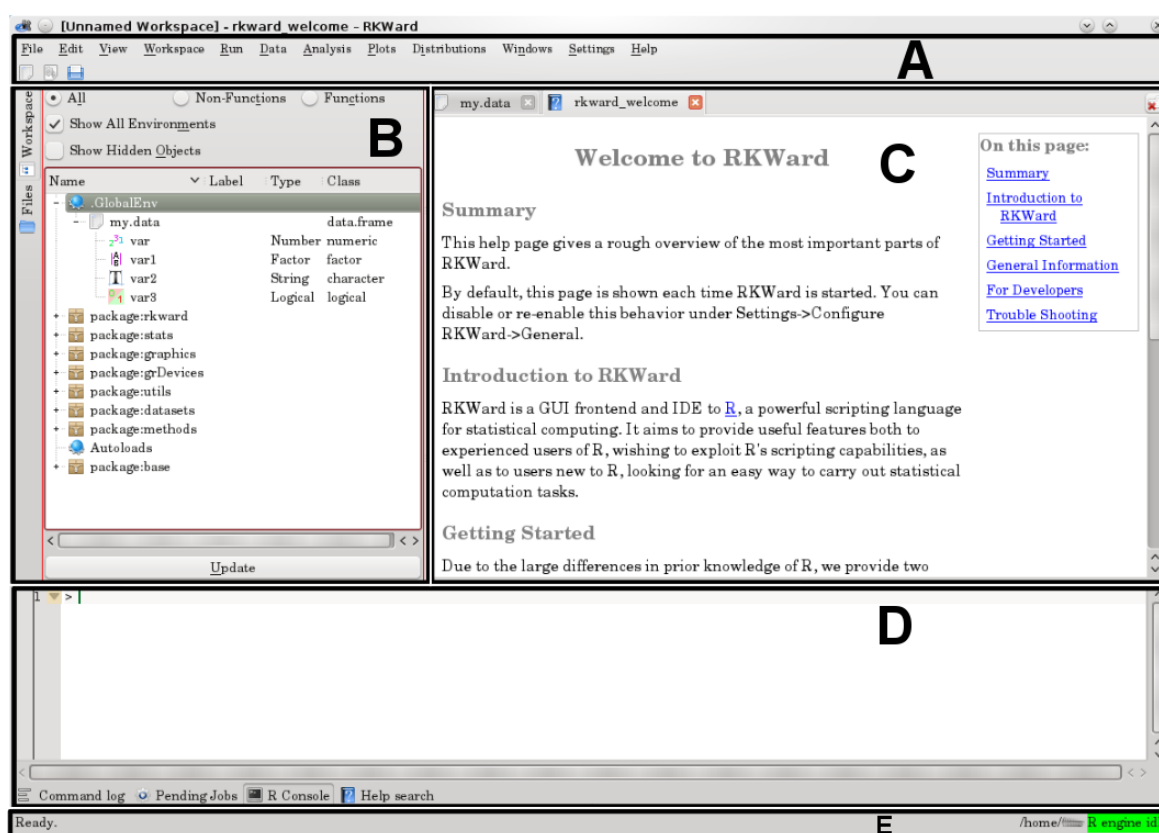 [Unnamed Workspace] - rkward_welcome - RKWard
File Edit View Workspace Run Data Analysis Plots Distributions Windows Settings Help
A
Workspace
Files
All Non-Functions Functions
Show All Environments
Show Hidden Objects
B
Name Label Type Class
.GlobalEnv
my.data data.frame
var Number numeric
var1 Factor factor
var2 String character
var3 Logical logical
package:rkward
package:stats
package:graphics
package:grDevices
package:utils
package:datasets
package:methods
Autoloads
package:base
Update
my.data rkward_welcome
C
Welcome to RKWard
Summary
This help page gives a rough overview of the most important parts of
RKWard.
By default, this page is shown each time RKWard is started. You can
disable or re-enable this behavior under Settings->Configure
RKWard->General.
Introduction to RKWard
RKWard is a GUI frontend and IDE to R, a powerful scripting language
for statistical computing. It aims to provide useful features both to
experienced users of R, wishing to exploit R's scripting capabilities, as
well as to users new to R, looking for an easy way to carry out statistical
computation tasks.
Getting Started
Due to the large differences in prior knowledge of R, we provide two
On this page:
Summary
Introduction to
RKWard
Getting Started
General Information
For Developers
Trouble Shooting
1 >
D
Command log Pending Jobs R Console Help search
Ready. E /home/ R engine id